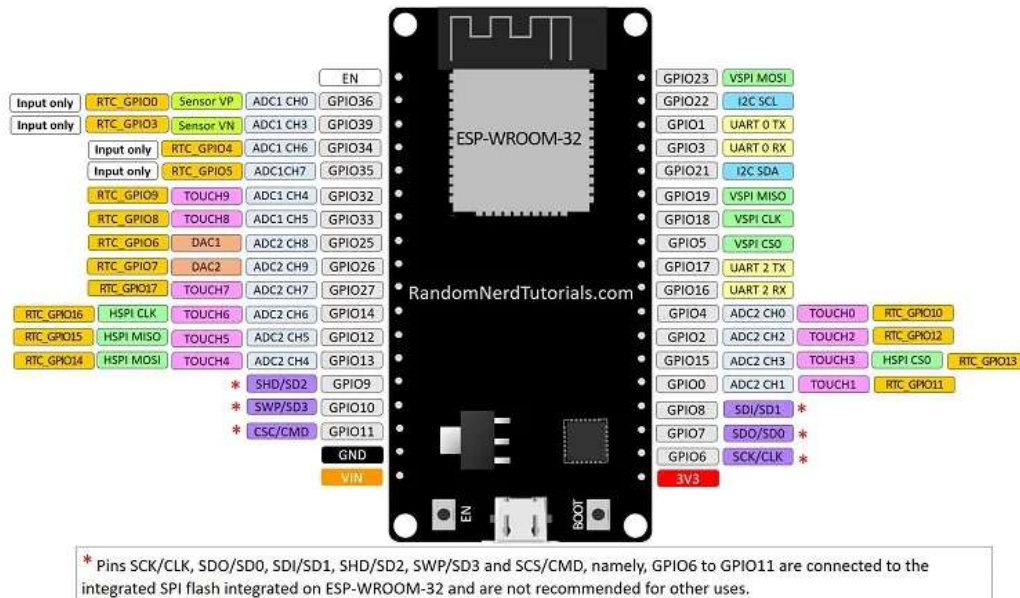 EN
Input only RTC_GPIO0 Sensor VP ADC1 CH0 GPIO36
Input only RTC_GPIO3 Sensor VN ADC1 CH3 GPIO39
Input only RTC_GPIO4 ADC1 CH6 GPIO34
Input only RTC_GPIO5 ADC1CH7 GPIO35
RTC_GPIO9 TOUCH9 ADC1 CH4 GPIO32
RTC_GPIO8 TOUCH8 ADC1 CH5 GPIO33
RTC_GPIO6 DAC1 ADC2 CH8 GPIO25
RTC_GPIO7 DAC2 ADC2 CH9 GPIO26
RTC_GPIO17 TOUCH7 ADC2 CH7 GPIO27
RTC_GPIO16 HSPI CLK TOUCH6 ADC2 CH6 GPIO14
RTC_GPIO15 HSPI MISO TOUCH5 ADC2 CH5 GPIO12
RTC_GPIO14 HSPI MOSI TOUCH4 ADC2 CH4 GPIO13
* SHD/SD2 GPIO9
* SWP/SD3 GPIO10
* CSC/CMD GPIO11
GND
VIN
ESP-WROOM-32
RandomNerdTutorials.com
EN
BOOT
GPIO23 VSPI MOSI
GPIO22 I2C SCL
GPIO1 UART 0 TX
GPIO3 UART 0 RX
GPIO21 I2C SDA
GPIO19 VSPI MISO
GPIO18 VSPI CLK
GPIO5 VSPI CS0
GPIO17 UART 2 TX
GPIO16 UART 2 RX
GPIO4 ADC2 CH0 TOUCH0 RTC_GPIO10
GPIO2 ADC2 CH2 TOUCH2 RTC_GPIO12
GPIO15 ADC2 CH3 TOUCH3 HSPI CS0 RTC_GPIO13
GPIO0 ADC2 CH1 TOUCH1 RTC_GPIO11
GPIO8 SDI/SD1 *
GPIO7 SDO/SD0 *
GPIO6 SCK/CLK *
3V3
* Pins SCK/CLK, SDO/SD0, SDI/SD1, SHD/SD2, SWP/SD3 and SCS/CMD, namely, GPIO6 to GPIO11 are connected to the
integrated SPI flash integrated on ESP-WROOM-32 and are not recommended for other uses.